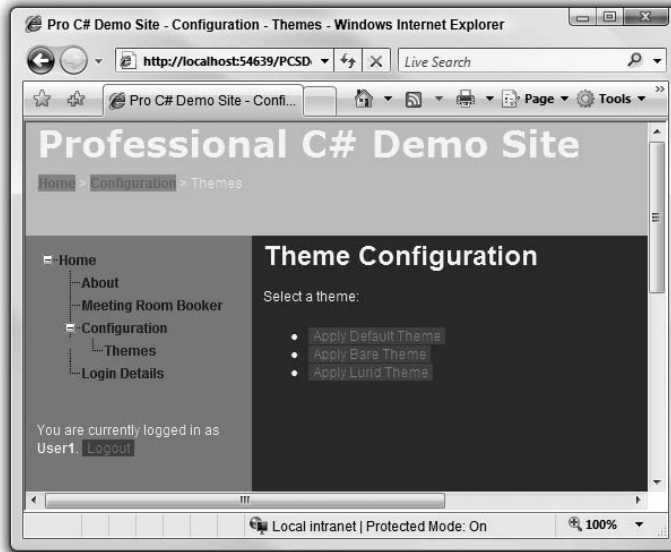 Pro C# Demo Site - Configuration - Themes - Windows Internet Explorer
http://localhost:54639/PCSD
Live Search
Pro C# Demo Site - Confi...
Page
Tools
Professional C# Demo Site
Home > Configuration > Themes
Home
About
Meeting Room Booker
Configuration
Themes
Login Details
You are currently logged in as
User1. Logout
Theme Configuration
Select a theme:
• Apply Default Theme
• Apply Bare Theme
• Apply Lurid Theme
Local intranet | Protected Mode: On
100%